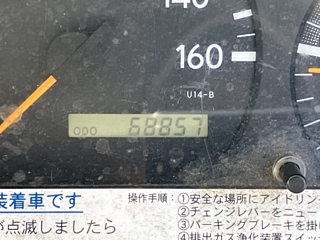 140
160
U14-B
ODO 68857
装着車です
が点滅しましたら
操作手順:①安全な場所にアイドリン
②チェンジレバーをニュー
③パーキングブレーキを掛
④排出ガス浄化装置スイッ